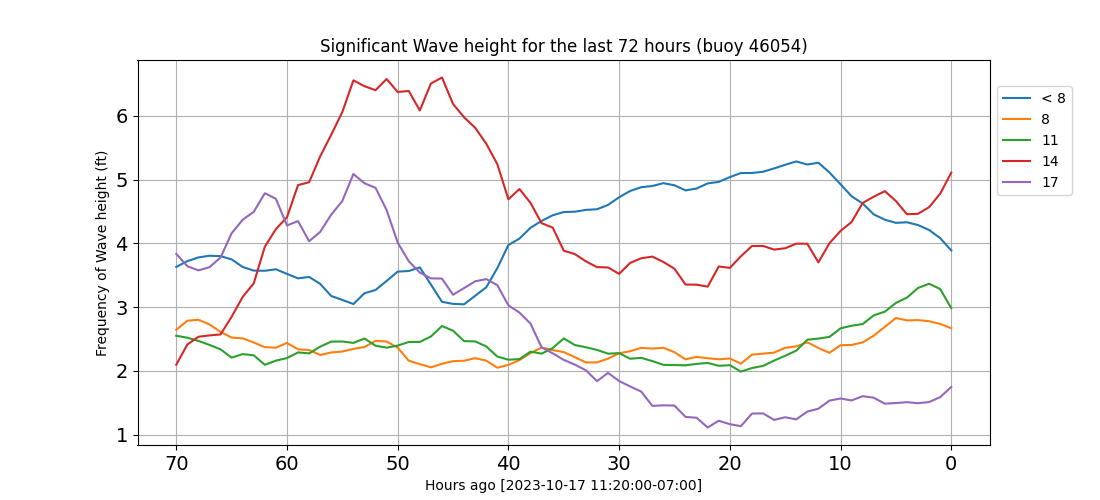 Significant Wave height for the last 72 hours (buoy 46054)
Frequency of Wave height (ft)
6
5
4
3
2
1
70 60 50 40 30 20 10 0
Hours ago [2023-10-17 11:20:00-07:00]
< 8
8
11
14
17